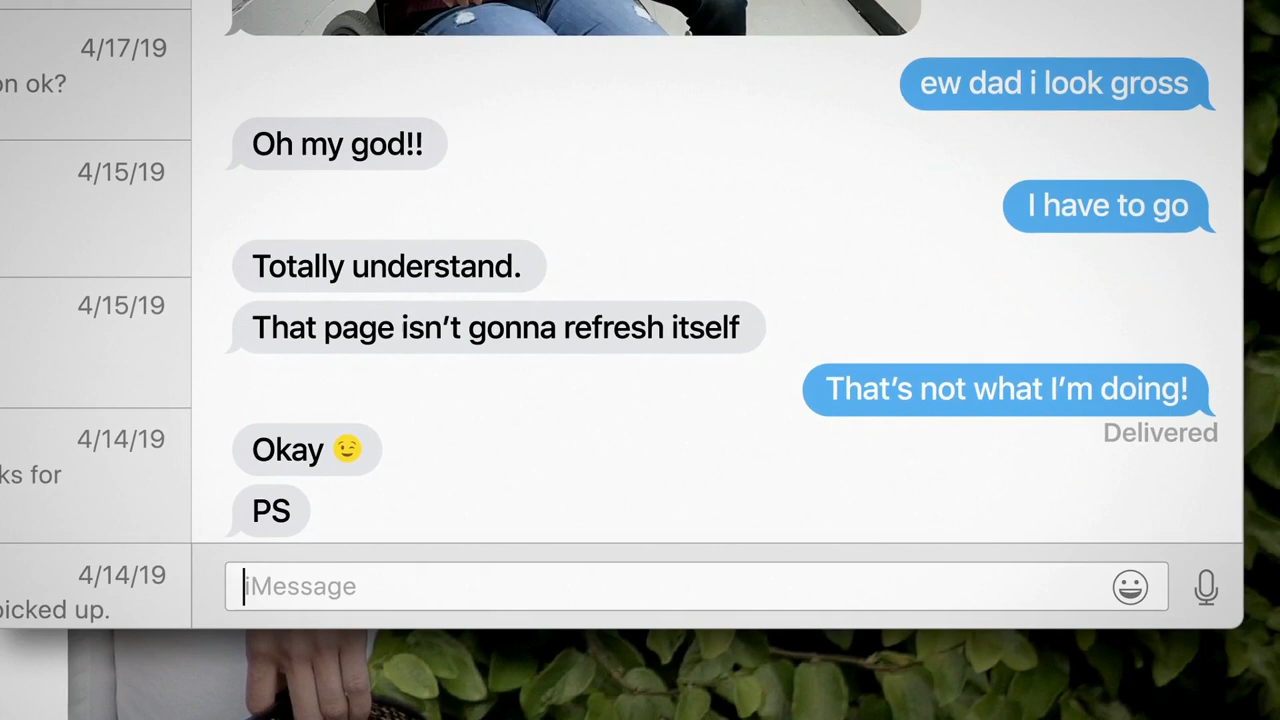 4/17/19
on ok?
4/15/19
4/15/19
4/14/19
ks for
4/14/19
picked up.
ew dad i look gross
Oh my god!!
I have to go
Totally understand.
That page isn't gonna refresh itself
That's not what I'm doing!
Delivered
Okay 😉
PS
iMessage